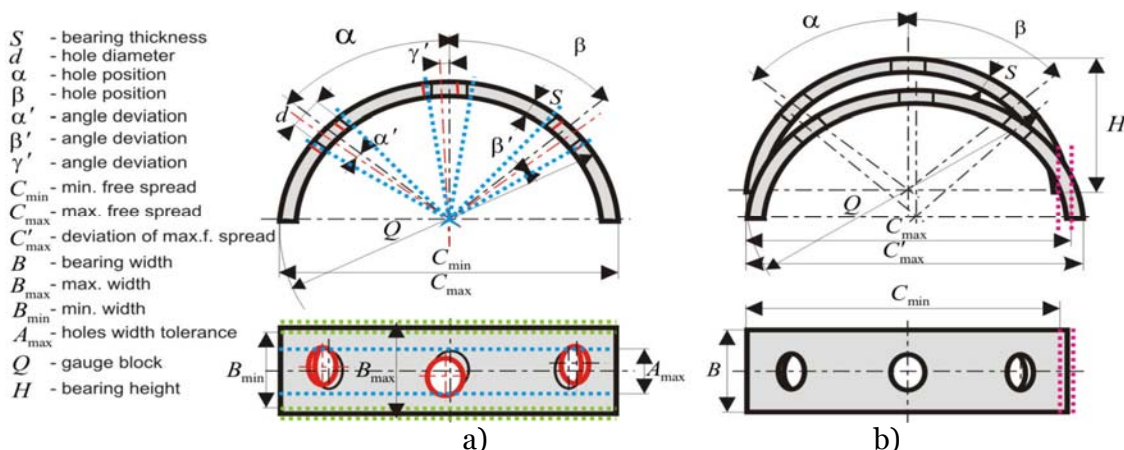 S - bearing thickness
d - hole diameter
α - hole position
β - hole position
α′ - angle deviation
β′ - angle deviation
γ′ - angle deviation
Cmin - min. free spread
Cmax - max. free spread
C′max - deviation of max.f. spread
B - bearing width
Bmax - max. width
Bmin - min. width
Amax - holes width tolerance
Q - gauge block
H - bearing height
α
γ′
β
d
α′
S
β′
Q
Cmin
Cmax
Bmin
Bmax
Amax
a)
α
β
S
H
Q
Cmax
C′max
Cmin
B
b)